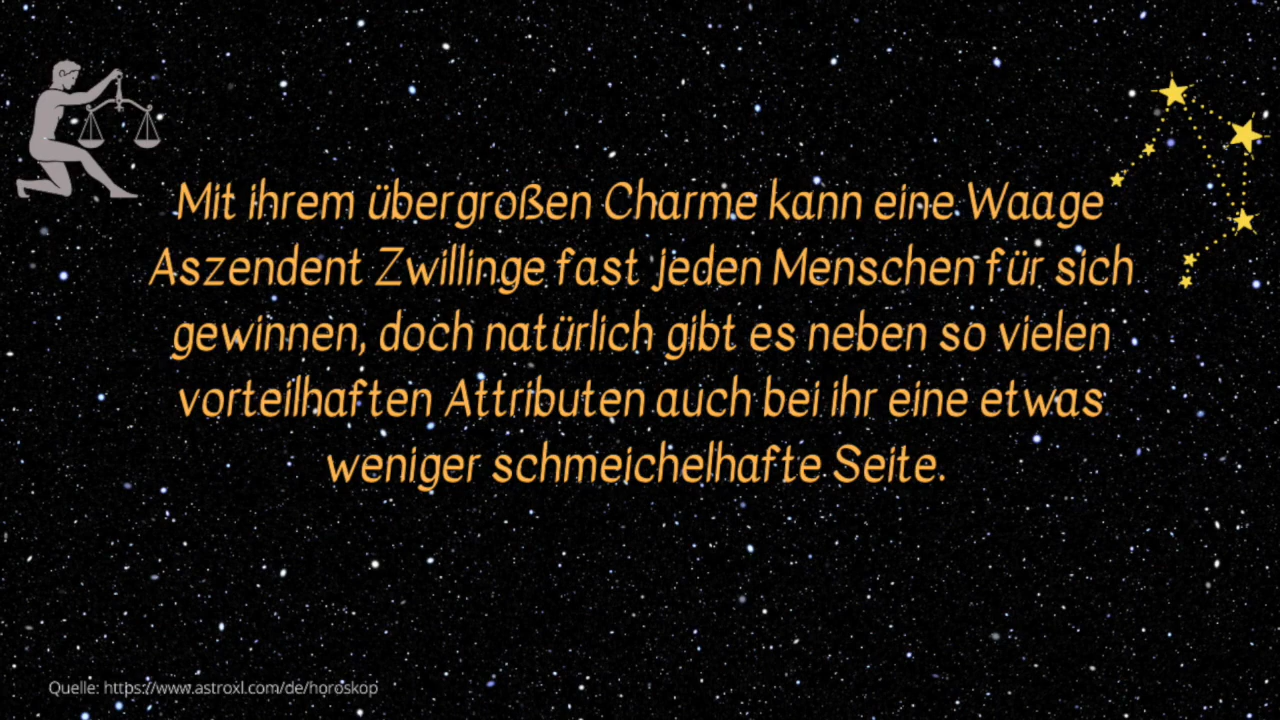 Mit ihrem übergroßen Charme kann eine Waage
Aszendent Zwillinge fast jeden Menschen für sich
gewinnen, doch natürlich gibt es neben so vielen
vorteilhaften Attributen auch bei ihr eine etwas
weniger schmeichelhafte Seite.
Quelle: https://www.astroxl.com/de/horoskop